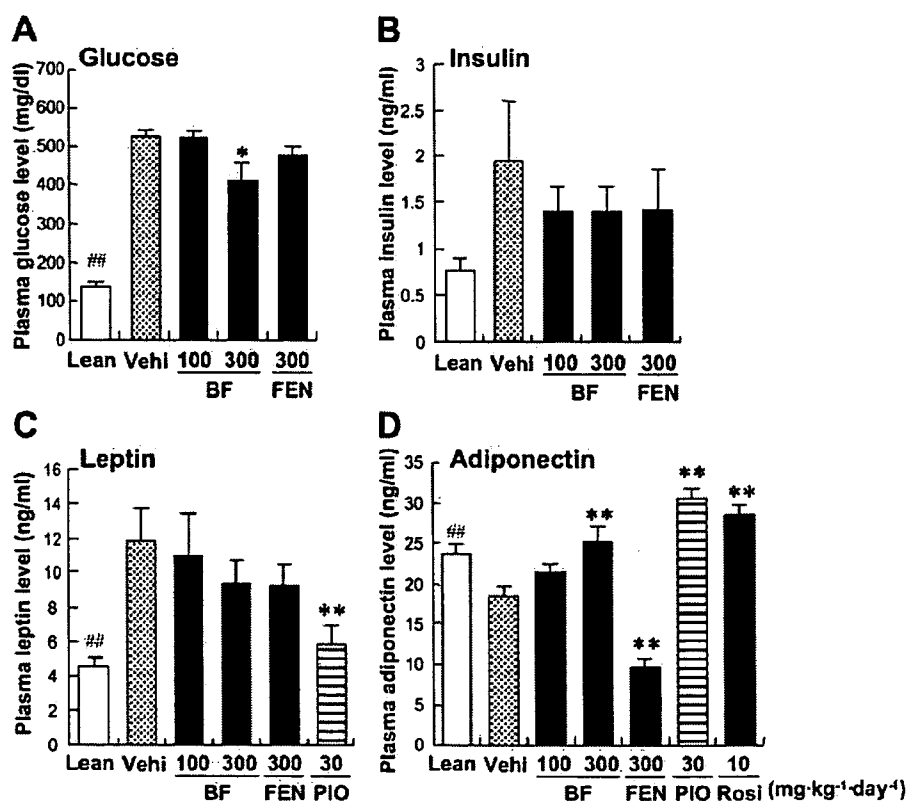 A
Glucose
Plasma glucose level (mg/dl)
700
600
500
400
300
200
100
0
##
*
Lean Vehi 100 300 300
BF FEN
B
Insulin
Plasma insulin level (ng/ml)
3
2.5
2
1.5
1
0.5
0
Lean Vehi 100 300 300
BF FEN
C
Leptin
Plasma leptin level (ng/ml)
16
14
12
10
8
6
4
2
0
##
**
Lean Vehi 100 300 300 30
BF FEN PIO
D
Adiponectin
Plasma adiponectin level (ng/ml)
35
30
25
20
15
10
5
0
##
**
**
**
**
Lean Vehi 100 300 300 30 10
BF FEN PIO Rosi (mg·kg⁻¹·day⁻¹)